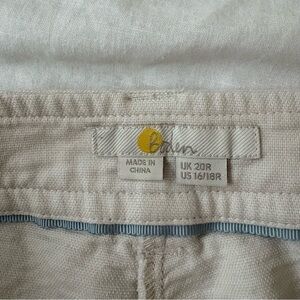 Boden
MADE IN
CHINA
UK 20R
US 16/18R